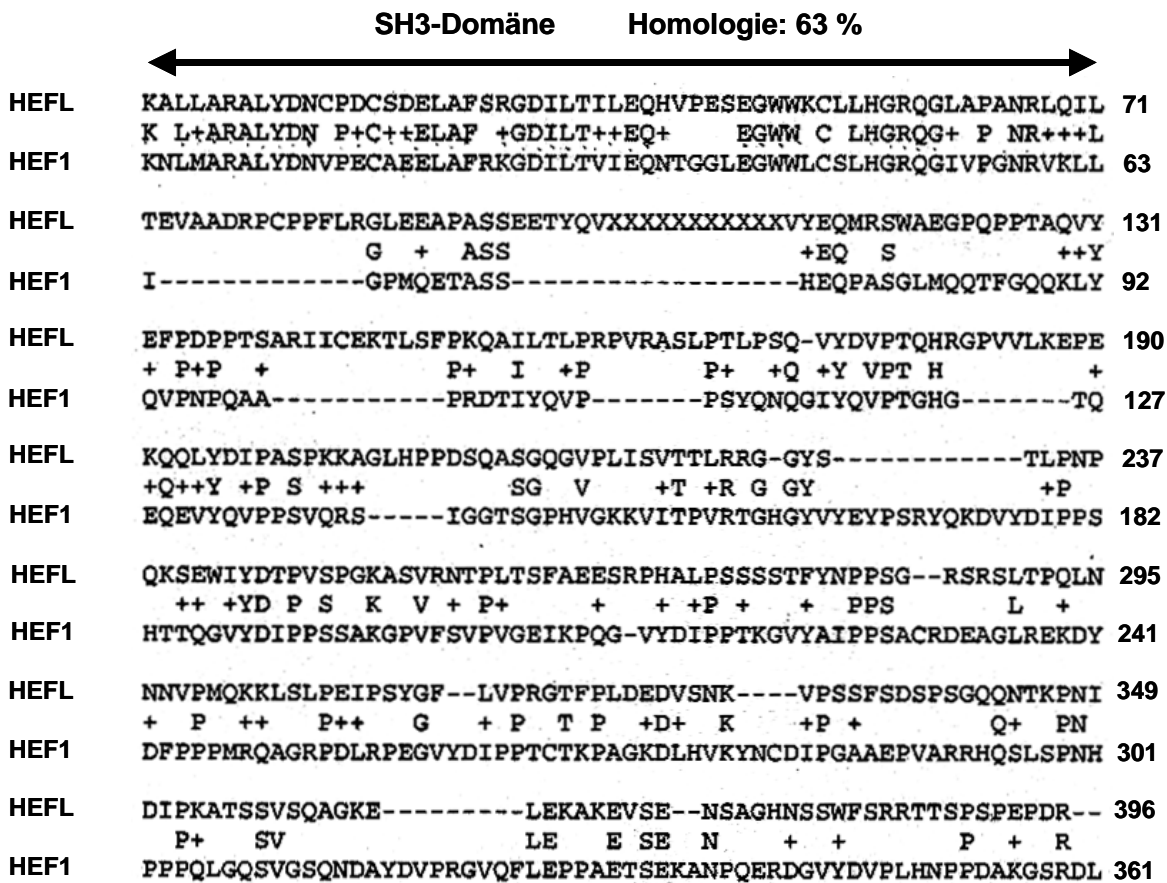 SH3-Domäne Homologie: 63 %
HEFL KALLARALYDNCPDCSDELAFSRGDILTILEQHVPESEGWWKCLLHGRQGLAPANRLQIL 71
K L+ARALYDN P+C++ELAF +GDILT++EQ+ EGWW C LHGRQG+ P NR+++L
HEF1 KNLMARALYDNVPECAEELAFRKGDILTVIEQNTGGLEGWWLCSLHGRQGIVPGNRVKLL 63
HEFL TEVAADRPCPPFLRGLEEAPASSEETYQVXXXXXXXXXXXVYEQMRSWAEGPQPPTAQVY 131
G + ASS +EQ S ++Y
HEF1 I-------------GPMQETASS------------------HEQPASGLMQQTFGQQKLY 92
HEFL EFPDPPTSARIICEKTLSFPKQAILTLPRPVRASLPTLPSQ-VYDVPTQHRGPVVLKEPE 190
+ P+P + P+ I +P P+ +Q +Y VPT H +
HEF1 QVPNPQAA-----------PRDTIYQVP-------PSYQNQGIYQVPTGHG-------TQ 127
HEFL KQQLYDIPASPKKAGLHPPDSQASGQGVPLISVTTLRRG-GYS-------------TLPNP 237
+Q++Y +P S +++ SG V +T +R G GY +P
HEF1 EQEVYQVPPSVQRS-----IGGTSGPHVGKKVITPVRTGHGYVYEYPSRYQKDVYDIPPS 182
HEFL QKSEWIYDTPVSPGKASVRNTPLTSFAEESRPHALPSSSSTFYNPPSG--RSRSLTPQLN 295
++ +YD P S K V + P+ + + +P + + PPS L +
HEF1 HTTQGVYDIPPSSAKGPVFSVPVGEIKPQG-VYDIPPTKGVYAIPPSACRDEAGLREKDY 241
HEFL NNVPMQKKLSLPEIPSYGF--LVPRGTFPLDEDVSNK----VPSSFSDSPSGQQNTKPNI 349
+ P ++ P++ G + P T P +D+ K +P + Q+ PN
HEF1 DFPPPMRQAGRPDLRPEGVYDIPPTCTKPAGKDLHVKYNCDIPGAAEPVARRHQSLSPNH 301
HEFL DIPKATSSVSQAGKE---------LEKAKEVSE--NSAGHNSSWFSRRTTSPSPEPDR-- 396
P+ SV LE E SE N + + P + R
HEF1 PPPQLGQSVGSQNDAYDVPRGVQFLEPPAETSEKANPQERDGVYDVPLHNPPDAKGSRDL 361